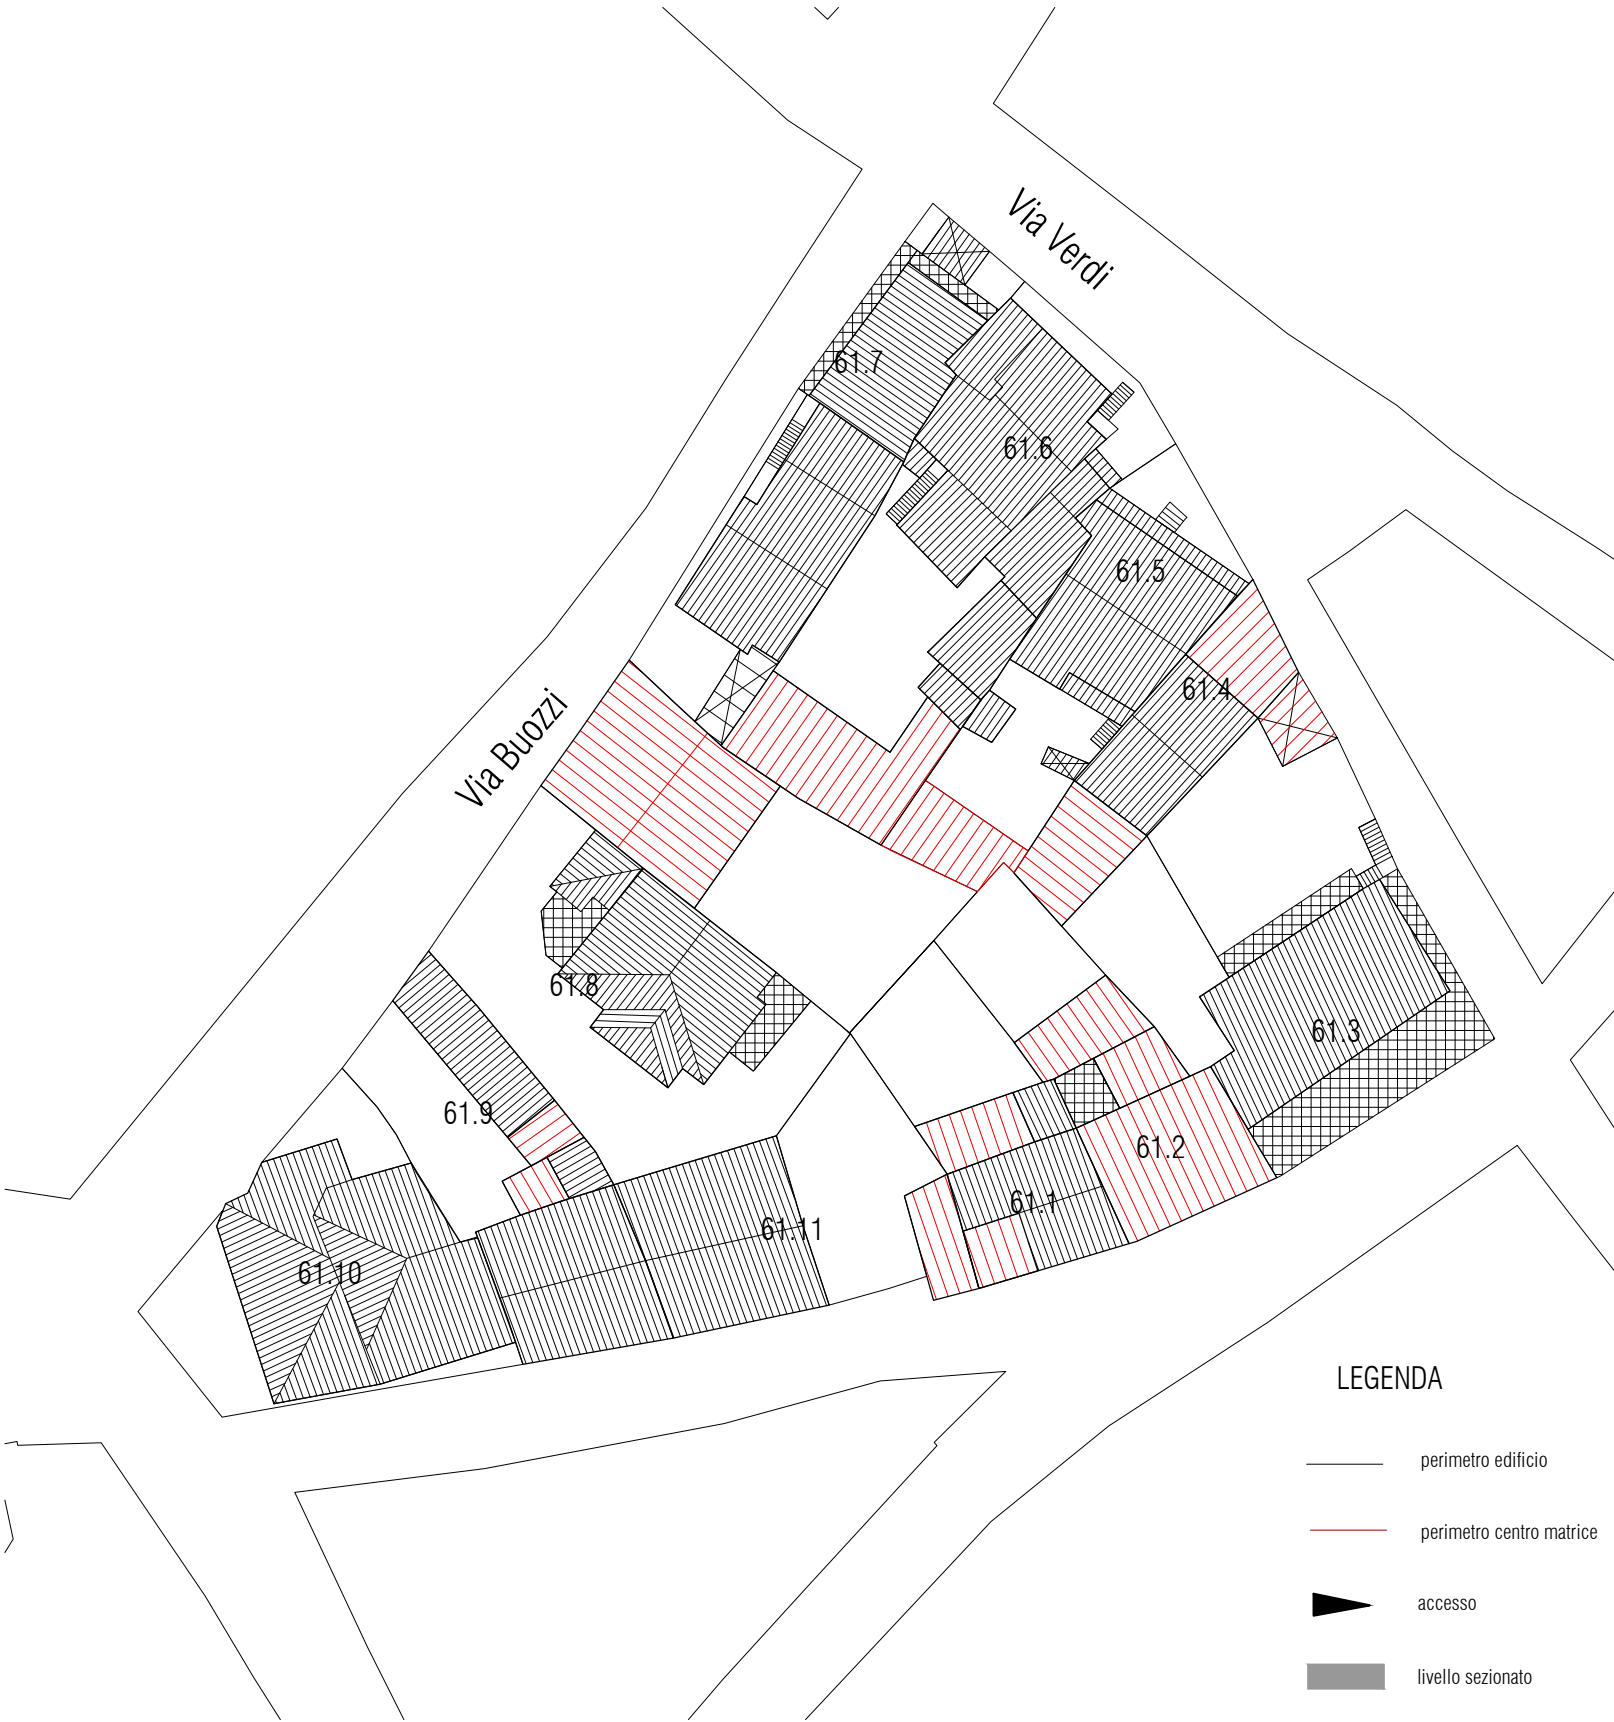 Via Verdi
61.7
61.6
61.5
61.4
Via Buozzi
61.8
61.3
61.9
61.2
61.1
61.11
61.10
LEGENDA
perimetro edificio
perimetro centro matrice
accesso
livello sezionato